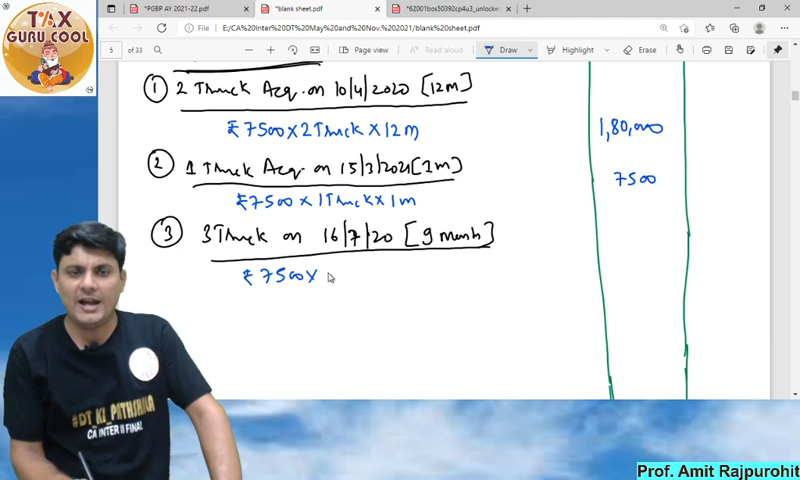 TAX
GURU COOL
*PGBP AY 2021-22.pdf
*blank sheet.pdf
*62001bos50392cp4u3_unlocke
E:/CA%20Inter%20DT%20May%20and%20Nov.%202021/blank%20sheet.pdf
5 of 33
Page view
Read aloud
Draw
Highlight
Erase
① 2 Truck Acq. on 10/4/2020 [12m]
₹7500 × 2 Truck × 12m
1,80,000
② 1 Truck Acq. on 15/3/2021 [1m]
₹7500 × 1 Truck × 1m
7500
③ 3 Truck on 16/7/20 [9 month]
₹7500×
#DT_KI_PATHSHALA
CA INTER II FINAL
Prof. Amit Rajpurohit